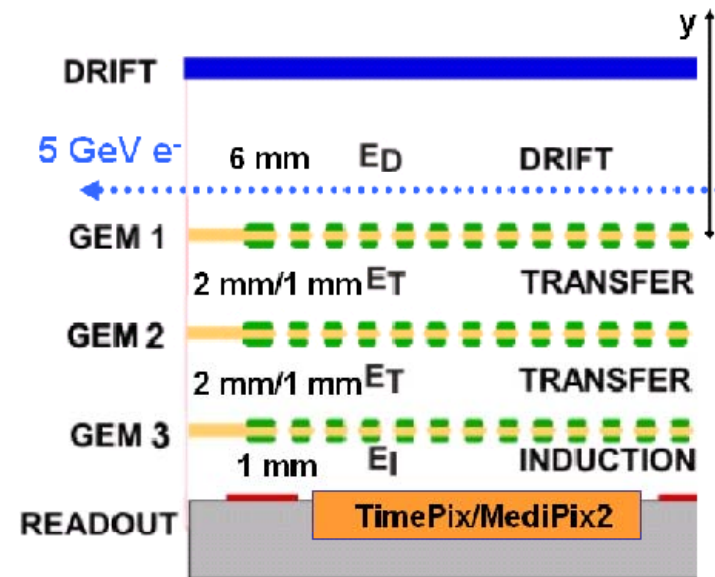 y
DRIFT
5 GeV e-
6 mm ED DRIFT
GEM 1
2 mm/1 mm ET TRANSFER
GEM 2
2 mm/1 mm ET TRANSFER
GEM 3
1 mm EI INDUCTION
READOUT TimePix/MediPix2